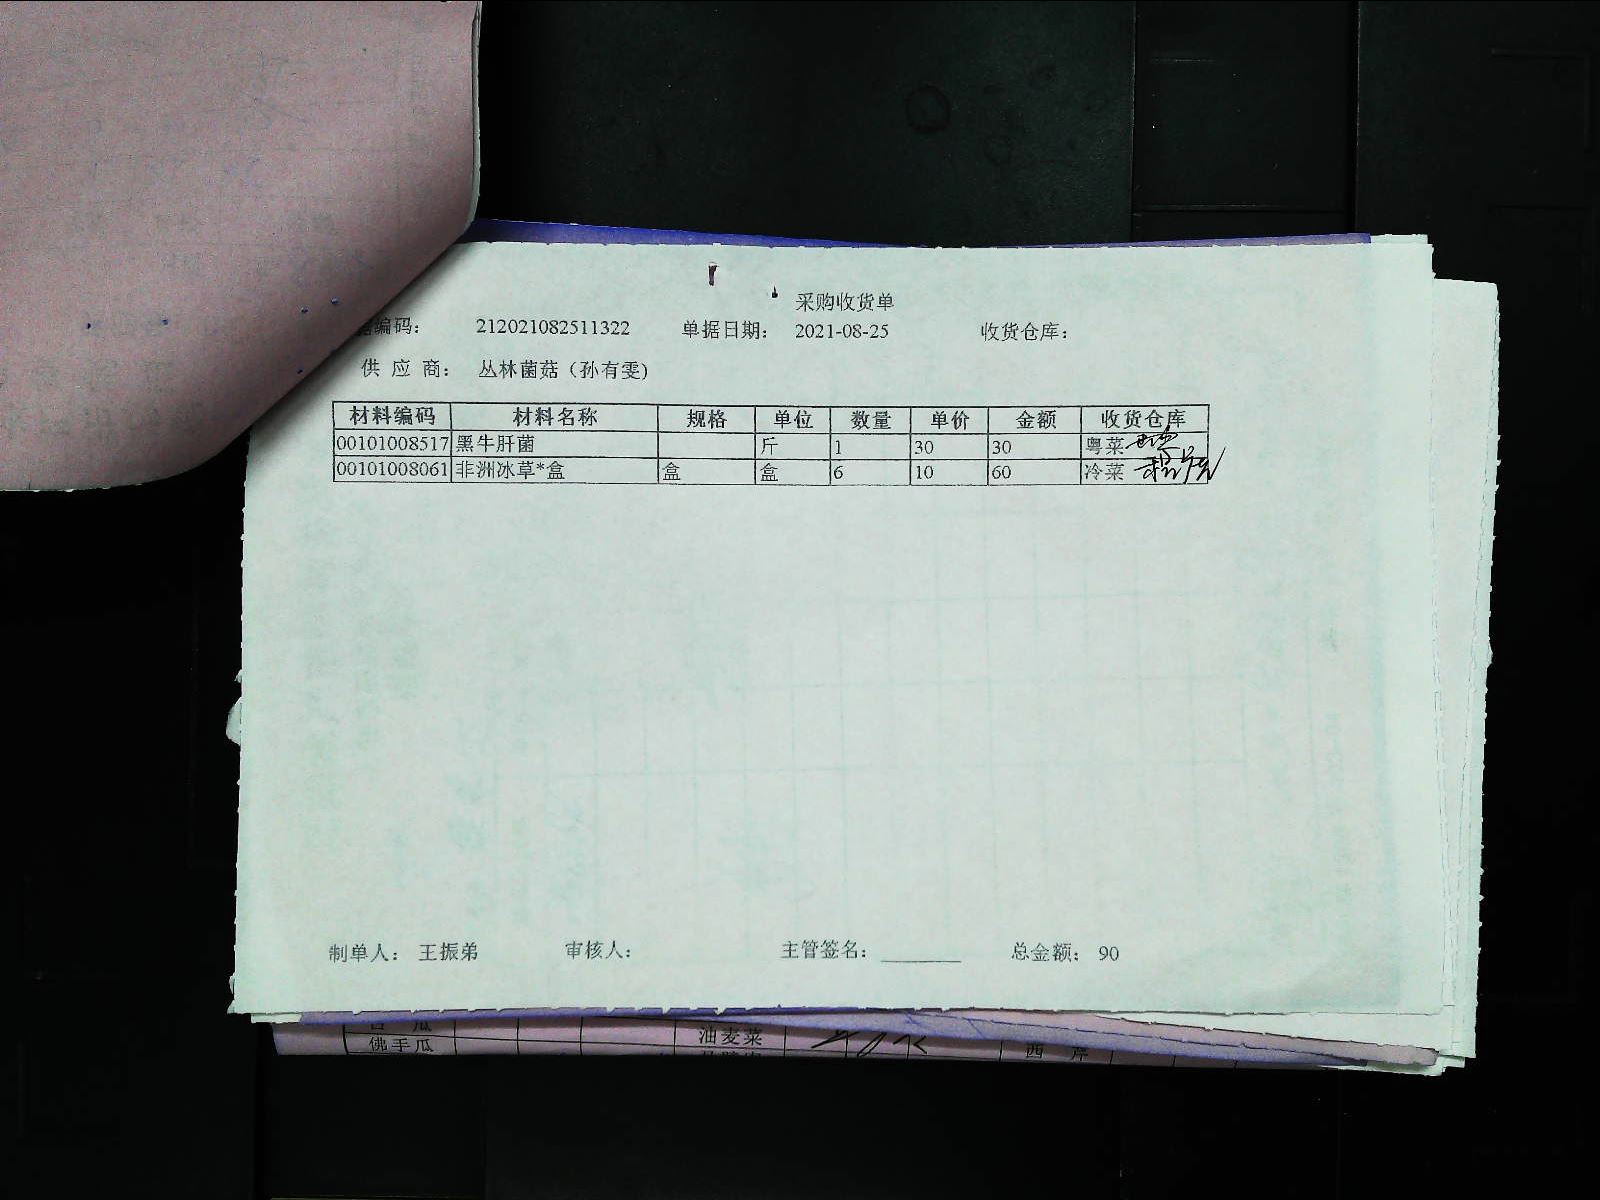 采购收货单
编码： 212021082511322 单据日期： 2021-08-25 收货仓库：
供 应 商： 丛林菌菇（孙有雯）
材料编码 材料名称 规格 单位 数量 单价 金额 收货仓库
00101008517 黑牛肝菌 斤 1 30 30 粤菜
00101008061 非洲冰草*盒 盒 盒 6 10 60 冷菜
制单人： 王振弟 审核人： 主管签名： 总金额： 90
油麦菜
佛手瓜 西 芹